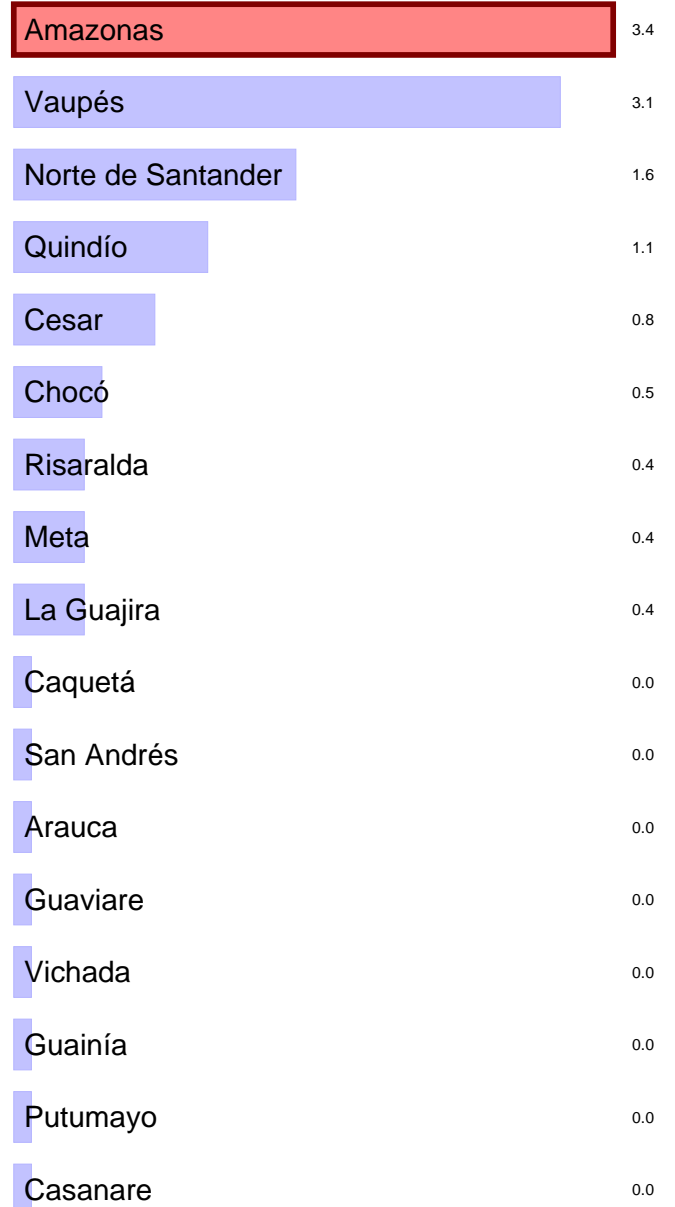 Amazonas 3.4
Vaupés 3.1
Norte de Santander 1.6
Quindío 1.1
Cesar 0.8
Chocó 0.5
Risaralda 0.4
Meta 0.4
La Guajira 0.4
Caquetá 0.0
San Andrés 0.0
Arauca 0.0
Guaviare 0.0
Vichada 0.0
Guainía 0.0
Putumayo 0.0
Casanare 0.0